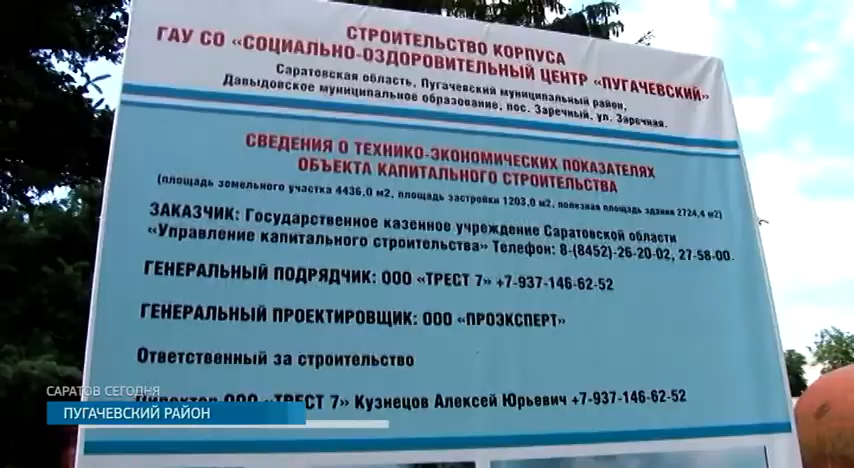 СТРОИТЕЛЬСТВО КОРПУСА
ГАУ СО «СОЦИАЛЬНО-ОЗДОРОВИТЕЛЬНЫЙ ЦЕНТР «ПУГАЧЕВСКИЙ»
Саратовская область, Пугачевский муниципальный район,
Давыдовское муниципальное образование, пос. Заречный, ул. Заречная.
СВЕДЕНИЯ О ТЕХНИКО-ЭКОНОМИЧЕСКИХ ПОКАЗАТЕЛЯХ
ОБЪЕКТА КАПИТАЛЬНОГО СТРОИТЕЛЬСТВА
(площадь земельного участка 4436,0 м2, площадь застройки 1203,0 м2, полезная площадь здания 2724,4 м2)
ЗАКАЗЧИК: Государственное казенное учреждение Саратовской области
«Управление капитального строительства» Телефон: 8-(8452)-26-20-02, 27-58-00.
ГЕНЕРАЛЬНЫЙ ПОДРЯДЧИК: ООО «ТРЕСТ 7» +7-937-146-62-52
ГЕНЕРАЛЬНЫЙ ПРОЕКТИРОВЩИК: ООО «ПРОЭКСПЕРТ»
Ответственный за строительство
Директор ООО «ТРЕСТ 7» Кузнецов Алексей Юрьевич +7-937-146-62-52
САРАТОВ СЕГОДНЯ
ПУГАЧЕВСКИЙ РАЙОН